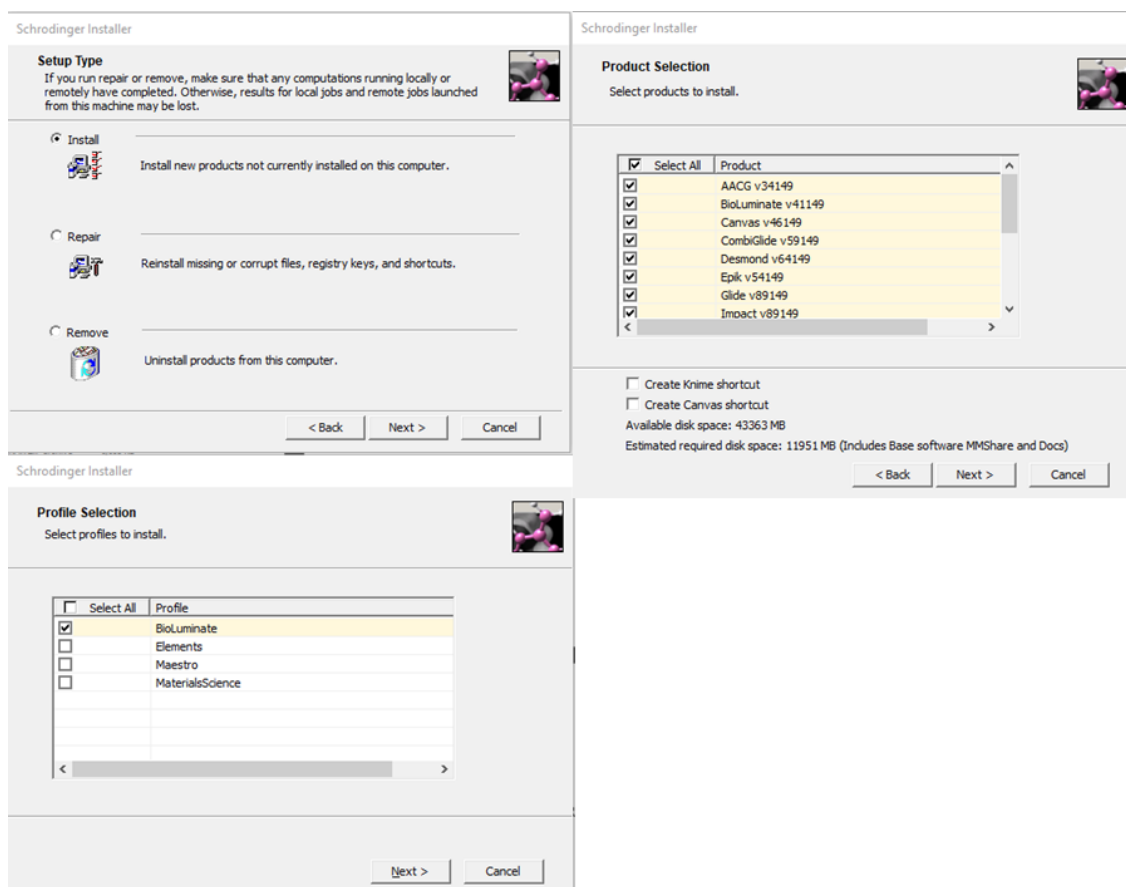 Schrodinger Installer
Setup Type
If you run repair or remove, make sure that any computations running locally or
remotely have completed. Otherwise, results for local jobs and remote jobs launched
from this machine may be lost.
Install
Install new products not currently installed on this computer.
Repair
Reinstall missing or corrupt files, registry keys, and shortcuts.
Remove
Uninstall products from this computer.
< Back Next > Cancel
Schrodinger Installer
Product Selection
Select products to install.
Select All Product
AACG v34149
BioLuminate v41149
Canvas v46149
CombiGlide v59149
Desmond v64149
Epik v54149
Glide v89149
Impact v89149
Create Knime shortcut
Create Canvas shortcut
Available disk space: 43363 MB
Estimated required disk space: 11951 MB (Includes Base software MMShare and Docs)
< Back Next > Cancel
Schrodinger Installer
Profile Selection
Select profiles to install.
Select All Profile
BioLuminate
Elements
Maestro
MaterialsScience
Next > Cancel